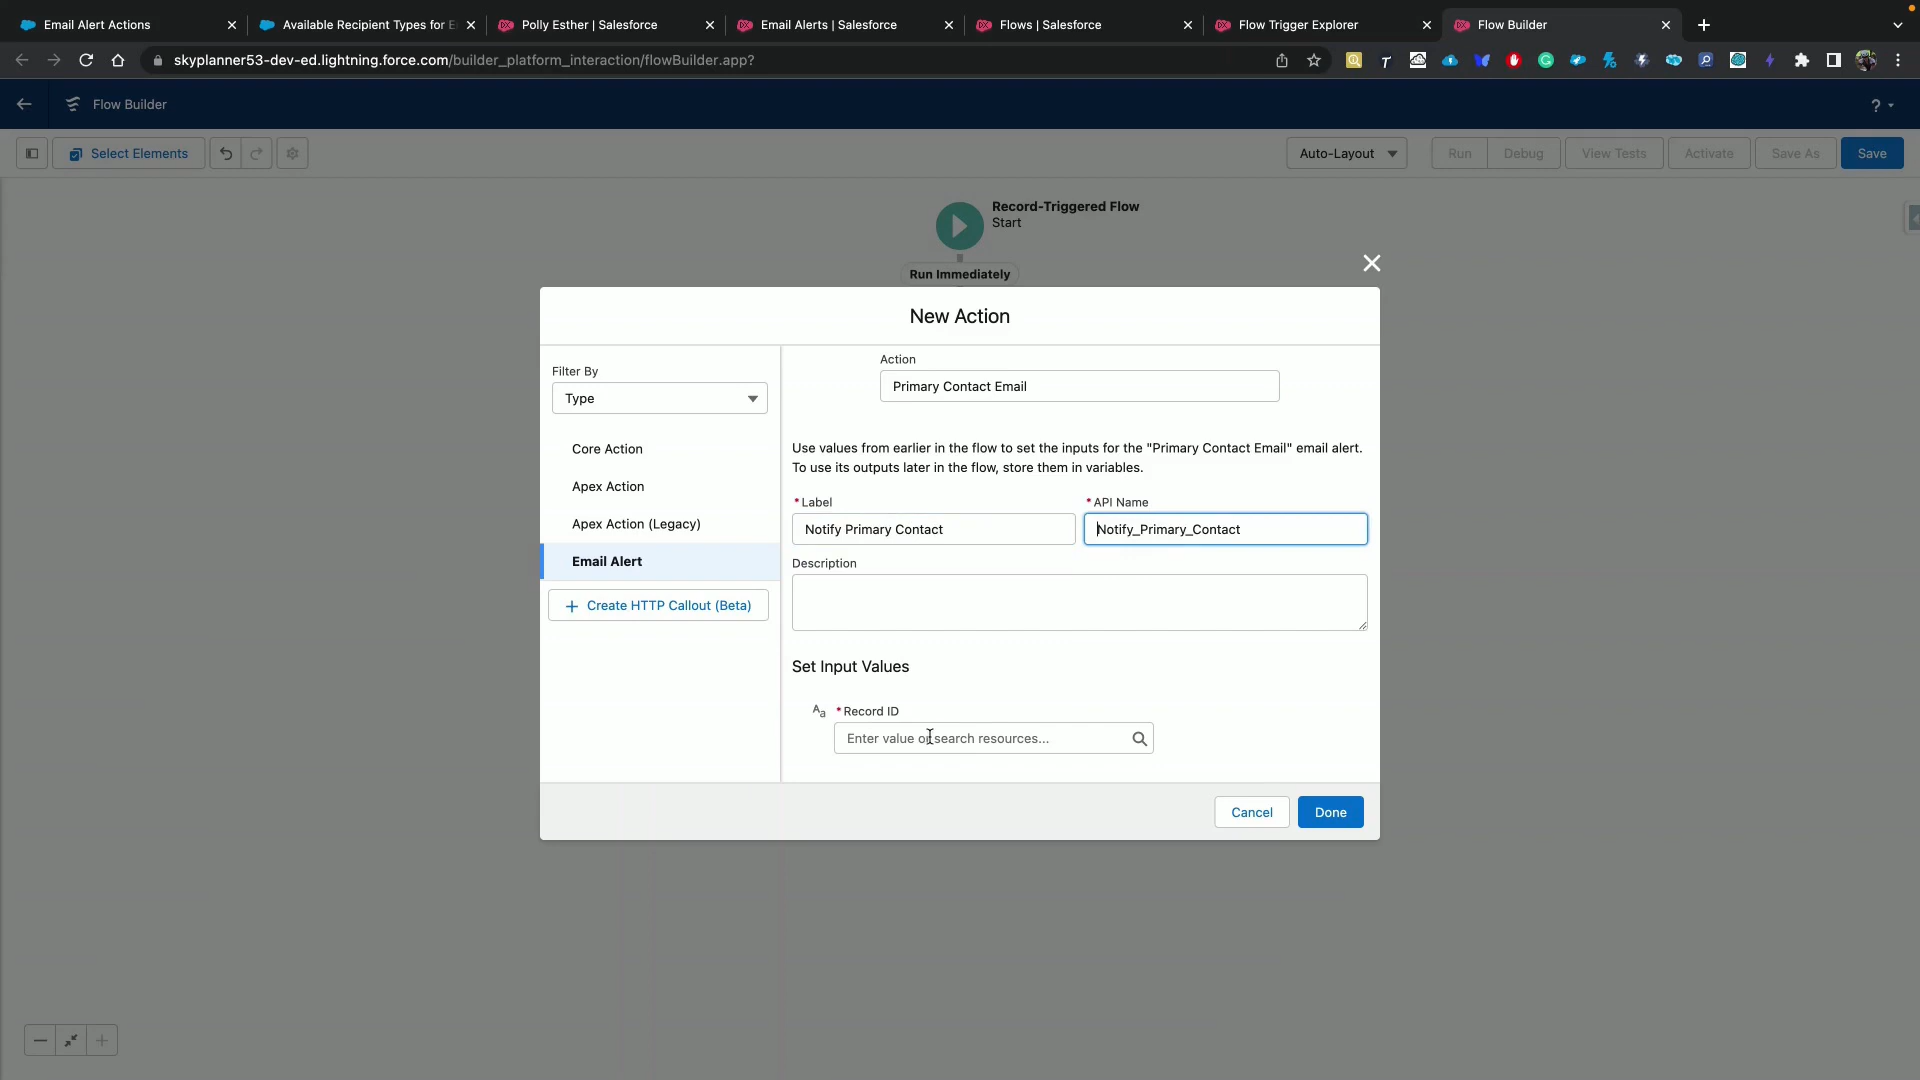 Email Alert Actions
Available Recipient Types for E
Polly Esther | Salesforce
Email Alerts | Salesforce
Flows | Salesforce
Flow Trigger Explorer
Flow Builder
skyplanner53-dev-ed.lightning.force.com/builder_platform_interaction/flowBuilder.app?
Flow Builder
?
Select Elements
Auto-Layout
Run
Debug
View Tests
Activate
Save As
Save
Record-Triggered Flow
Start
Run Immediately
New Action
Filter By
Type
Core Action
Apex Action
Apex Action (Legacy)
Email Alert
+ Create HTTP Callout (Beta)
Action
Primary Contact Email
Use values from earlier in the flow to set the inputs for the "Primary Contact Email" email alert.
To use its outputs later in the flow, store them in variables.
*Label
Notify Primary Contact
*API Name
Notify_Primary_Contact
Description
Set Input Values
Aa
*Record ID
Enter value or search resources...
Cancel
Done